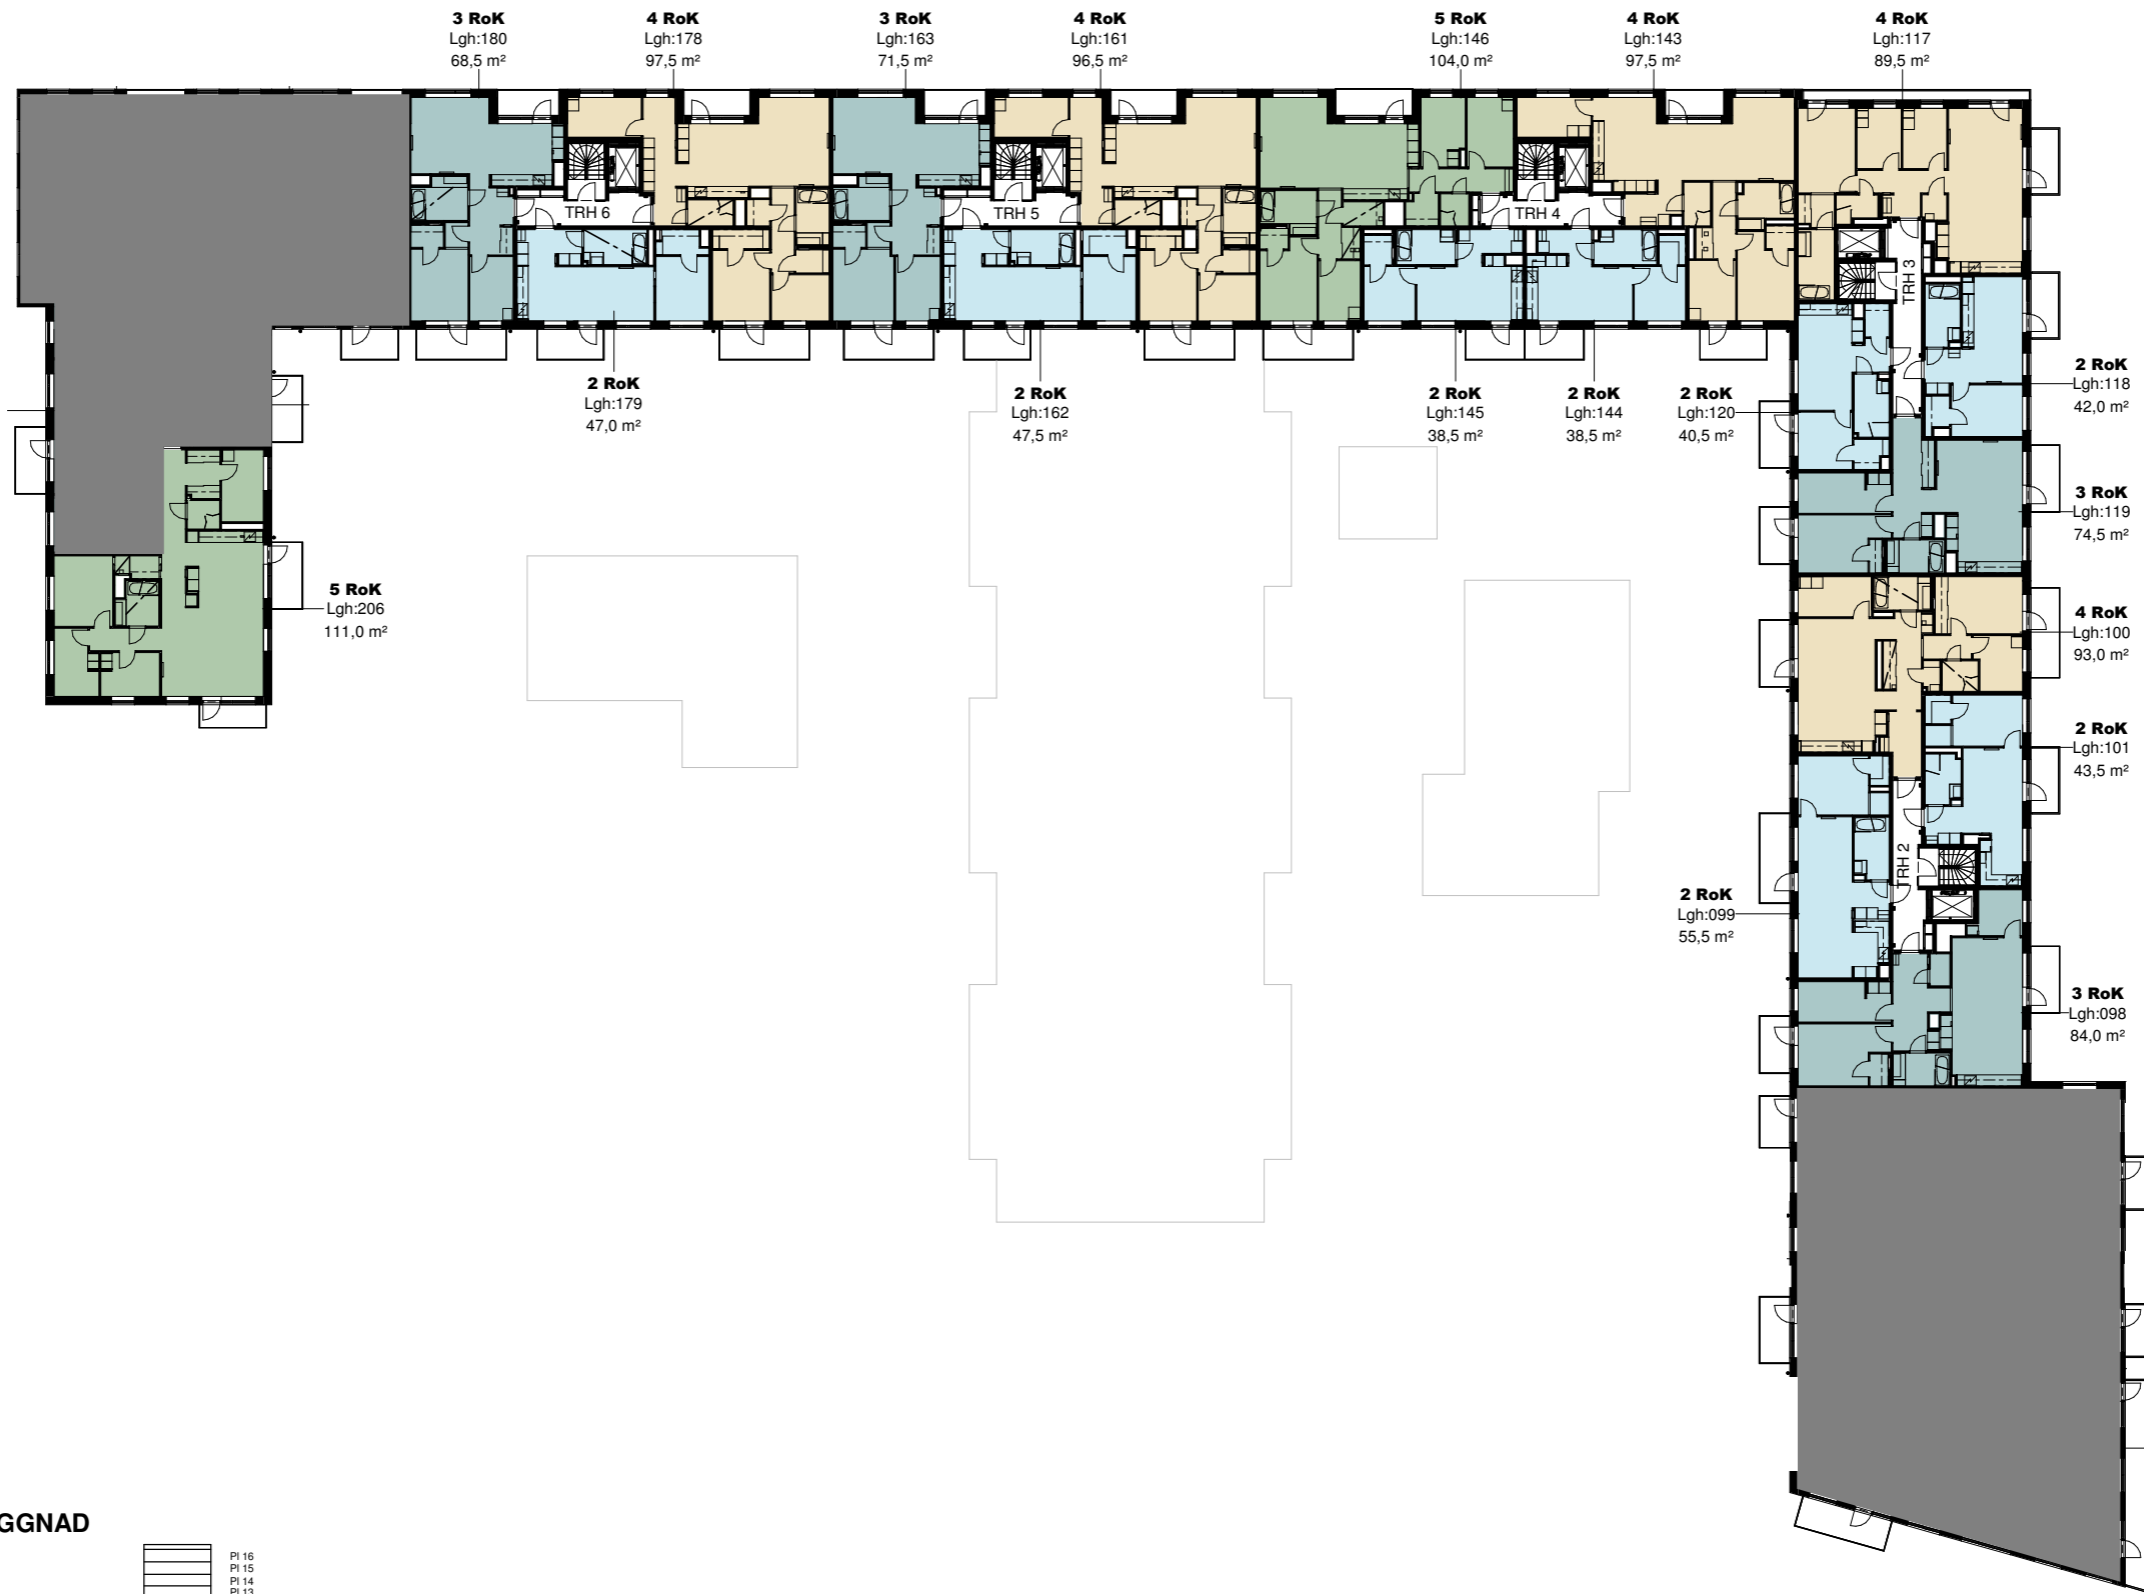 3 RoK
Lgh:180
68,5 m²
4 RoK
Lgh:178
97,5 m²
3 RoK
Lgh:163
71,5 m²
4 RoK
Lgh:161
96,5 m²
5 RoK
Lgh:146
104,0 m²
4 RoK
Lgh:143
97,5 m²
4 RoK
Lgh:117
89,5 m²
TRH 6
TRH 5
TRH 4
TRH 3
2 RoK
Lgh:179
47,0 m²
2 RoK
Lgh:162
47,5 m²
2 RoK
Lgh:145
38,5 m²
2 RoK
Lgh:144
38,5 m²
2 RoK
Lgh:120
40,5 m²
2 RoK
Lgh:118
42,0 m²
3 RoK
Lgh:119
74,5 m²
5 RoK
Lgh:206
111,0 m²
4 RoK
Lgh:100
93,0 m²
2 RoK
Lgh:101
43,5 m²
TRH 2
2 RoK
Lgh:099
55,5 m²
3 RoK
Lgh:098
84,0 m²
GGNAD
Pl 16
Pl 15
Pl 14
Pl 13